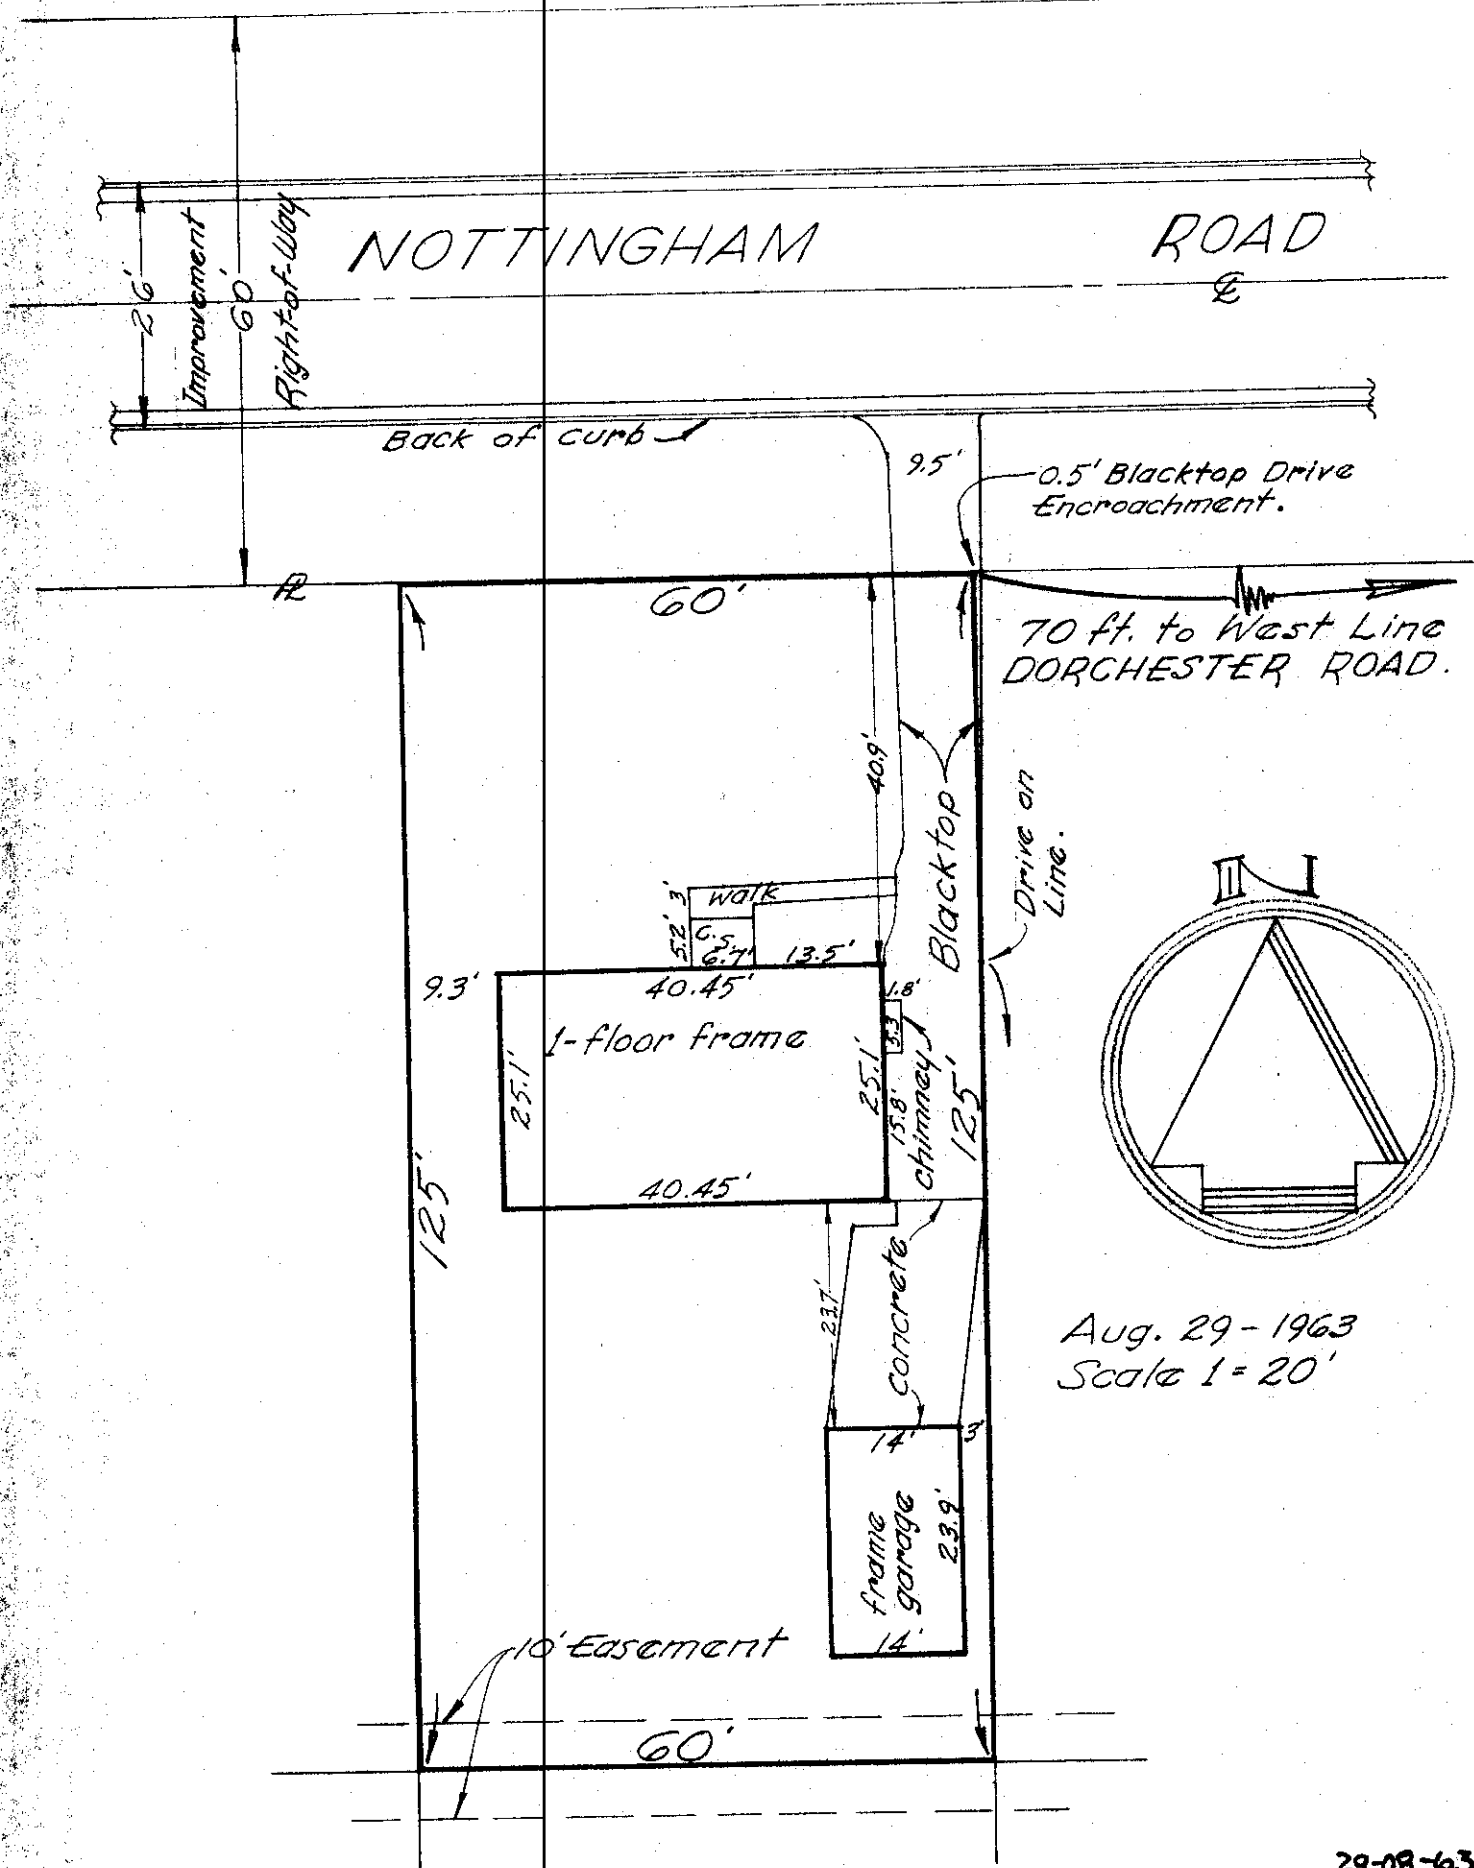 NOTTINGHAM ROAD
℄
26'
Improvement
60'
Right-of-Way
Back of curb
9.5'
0.5' Blacktop Drive
Encroachment.
℔
60'
70 ft. to West Line
DORCHESTER ROAD.
40.9'
Blacktop
Drive on
Line.
3'
walk
5.2'
C.S.
6.7'
13.5'
9.3'
40.45'
1.8'
3.3
1-floor frame
25.1'
25.1'
15.8'
chimney
125'
125'
40.45'
23.7'
concrete
Aug. 29-1963
Scale 1=20'
14'
3'
frame
garage
23.9'
14'
10' Easement
60'
29-08-63